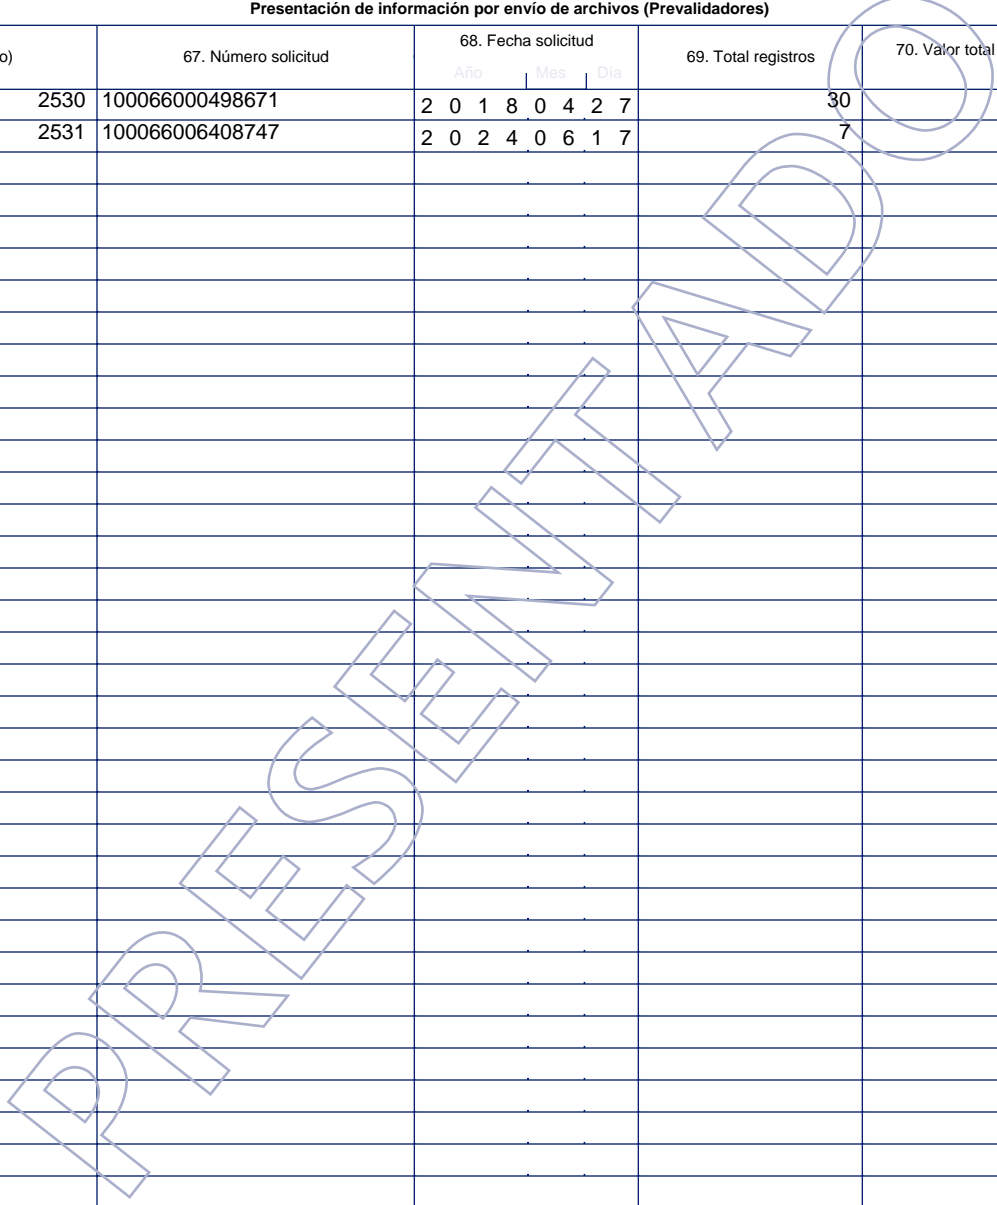 Presentación de información por envío de archivos (Prevalidadores)
o) 67. Número solicitud 68. Fecha solicitud 69. Total registros 70. Valor total
Año Mes Día
2530 100066000498671 2 0 1 8 0 4 2 7 30
2531 100066006408747 2 0 2 4 0 6 1 7 7
PRESENTADO